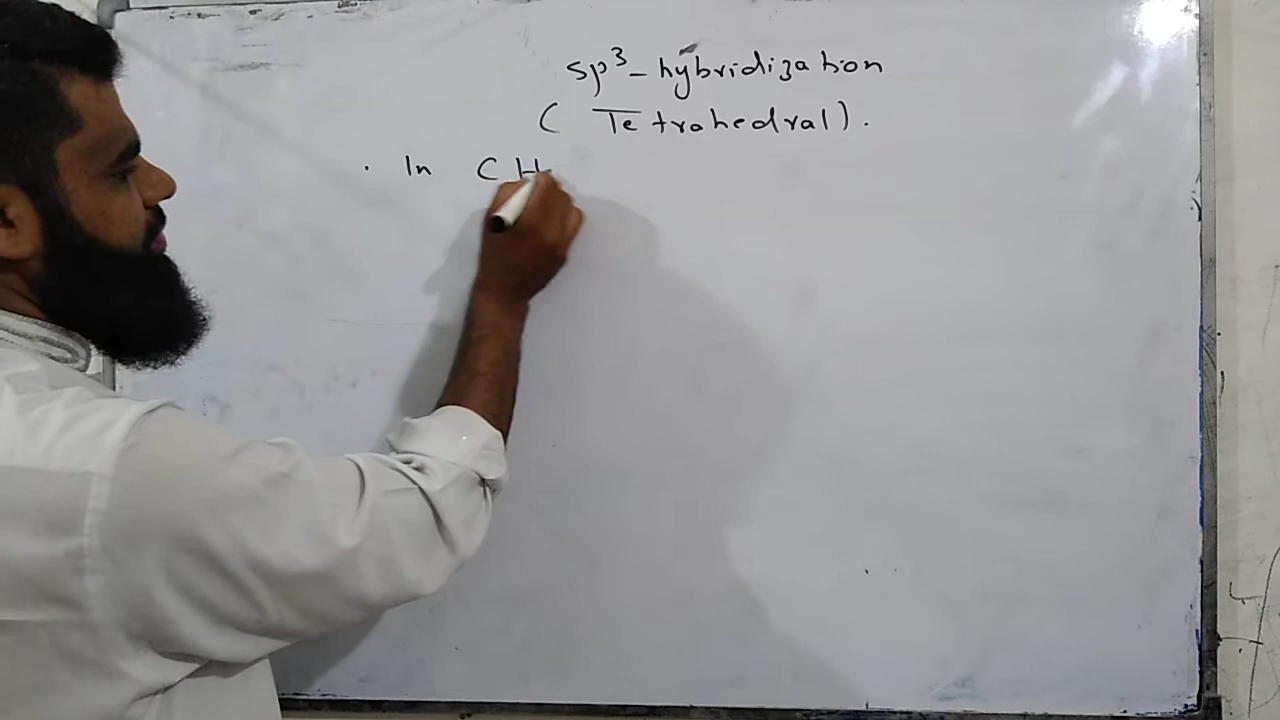 sp³-hybridization
( Tetrahedral).
. In CH